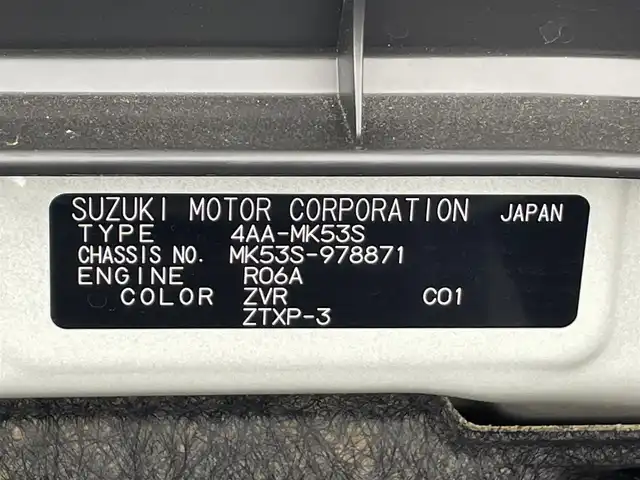 SUZUKI MOTOR CORPORATION JAPAN
TYPE 4AA-MK53S
CHASSIS NO. MK53S-978871
ENGINE R06A
COLOR ZVR C01
ZTXP-3